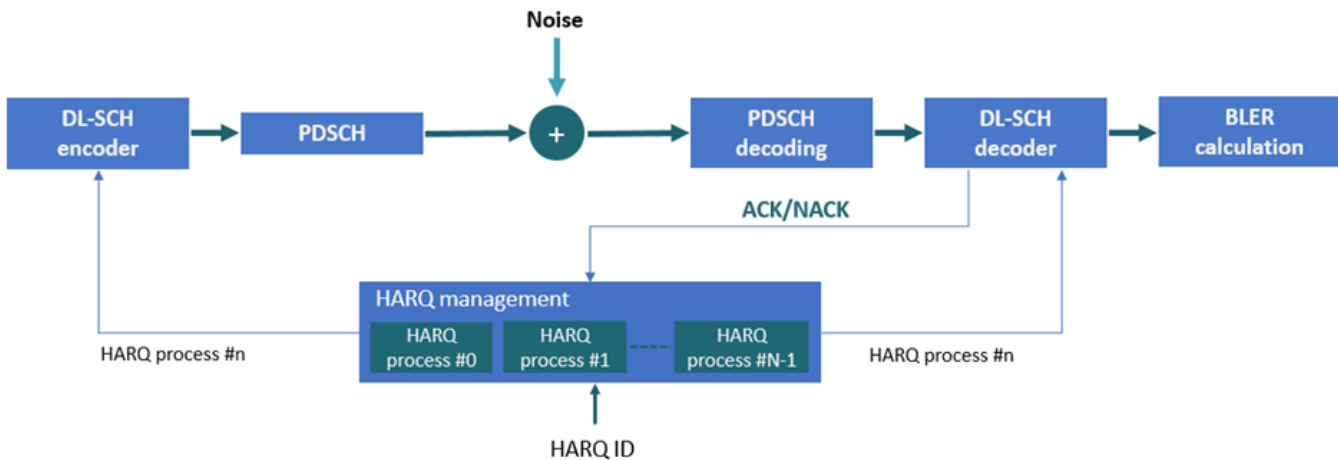 Noise
DL-SCH
encoder
PDSCH
+
PDSCH
decoding
DL-SCH
decoder
BLER
calculation
ACK/NACK
HARQ management
HARQ
process #0
HARQ
process #1
HARQ
process #N-1
HARQ process #n
HARQ process #n
HARQ ID